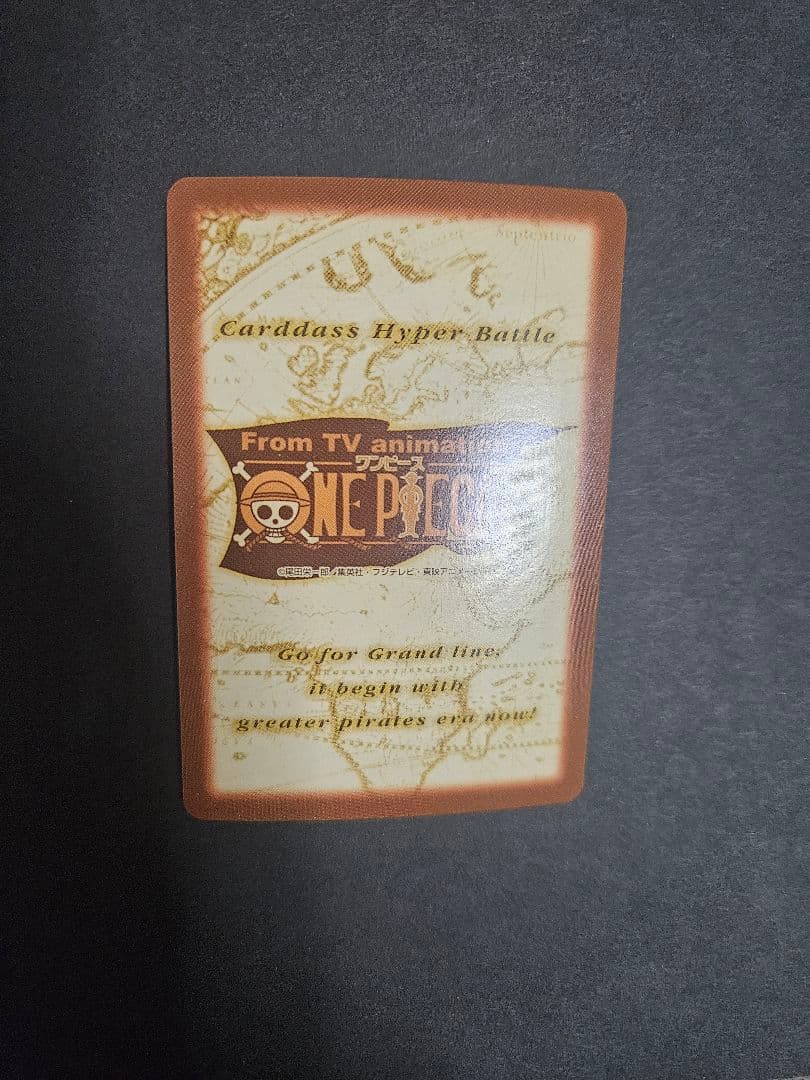 Septentrio
Carddass Hyper Battle
From TV animation
ワンピース
ONE PIECE
©尾田栄一郎/集英社・フジテレビ・東映アニメ
Go for Grand line,
it begin with
greater pirates era now!